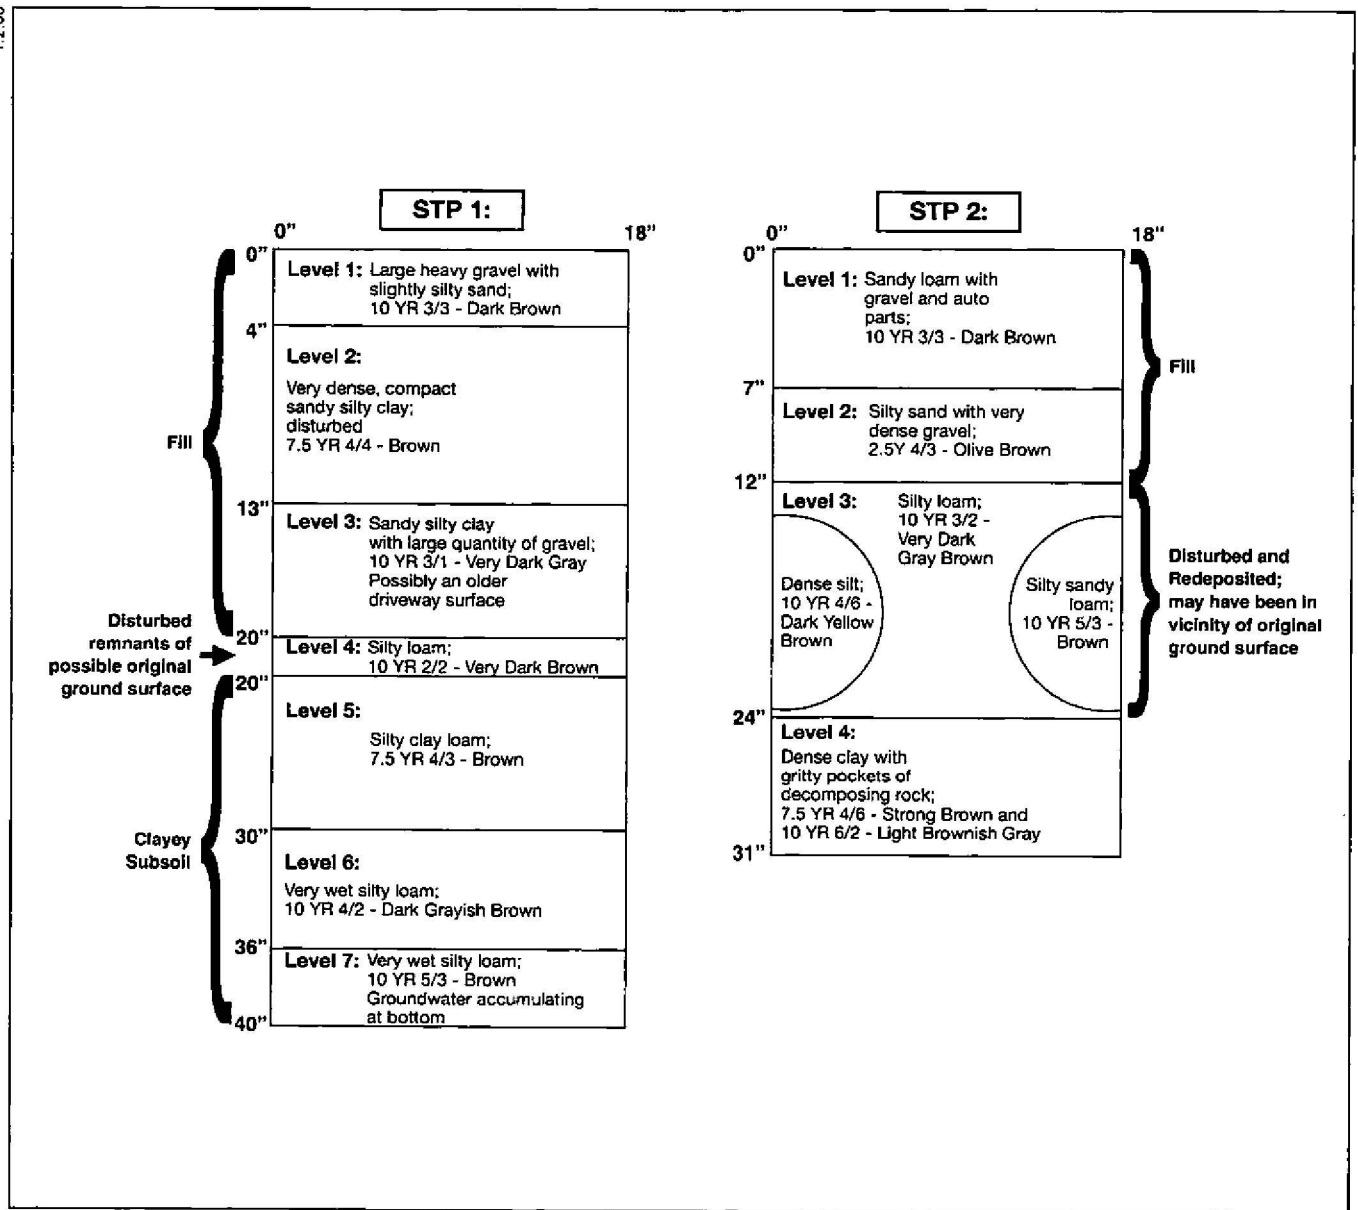 STP 1:
0"
18"
0"
Level 1: Large heavy gravel with
slightly silty sand;
10 YR 3/3 - Dark Brown
4"
Level 2:
Very dense, compact
sandy silty clay;
disturbed
7.5 YR 4/4 - Brown
Fill
13"
Level 3: Sandy silty clay
with large quantity of gravel;
10 YR 3/1 - Very Dark Gray
Possibly an older
driveway surface
Disturbed
remnants of
possible original
ground surface
20"
Level 4: Silty loam;
10 YR 2/2 - Very Dark Brown
20"
Level 5:
Silty clay loam;
7.5 YR 4/3 - Brown
30"
Clayey
Subsoil
Level 6:
Very wet silty loam;
10 YR 4/2 - Dark Grayish Brown
36"
Level 7: Very wet silty loam;
10 YR 5/3 - Brown
Groundwater accumulating
at bottom
40"
STP 2:
0"
18"
0"
Level 1: Sandy loam with
gravel and auto
parts;
10 YR 3/3 - Dark Brown
Fill
7"
Level 2: Silty sand with very
dense gravel;
2.5Y 4/3 - Olive Brown
12"
Level 3: Silty loam;
10 YR 3/2 -
Very Dark
Gray Brown
Dense silt;
10 YR 4/6 -
Dark Yellow
Brown
Silty sandy
loam;
10 YR 5/3 -
Brown
Disturbed and
Redeposited;
may have been in
vicinity of original
ground surface
24"
Level 4:
Dense clay with
gritty pockets of
decomposing rock;
7.5 YR 4/6 - Strong Brown and
10 YR 6/2 - Light Brownish Gray
31"